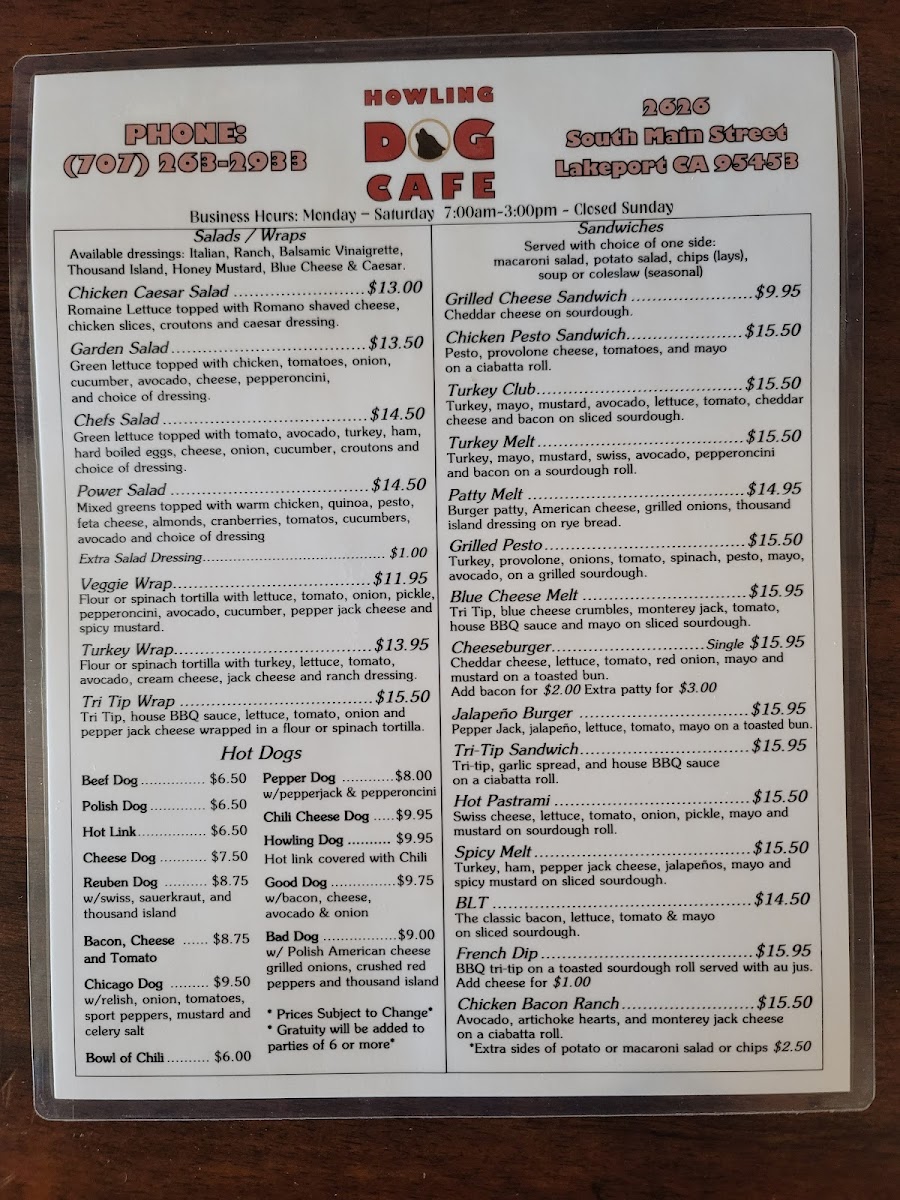 PHONE:
(707) 263-2933
HOWLING
DOG
CAFE
2626
South Main Street
Lakeport CA 95453
Business Hours: Monday – Saturday 7:00am-3:00pm - Closed Sunday
Salads / Wraps
Available dressings: Italian, Ranch, Balsamic Vinaigrette,
Thousand Island, Honey Mustard, Blue Cheese & Caesar.
Chicken Caesar Salad ........................$13.00
Romaine Lettuce topped with Romano shaved cheese,
chicken slices, croutons and caesar dressing.
Garden Salad...................................$13.50
Green lettuce topped with chicken, tomatoes, onion,
cucumber, avocado, cheese, pepperoncini,
and choice of dressing.
Chefs Salad .....................................$14.50
Green lettuce topped with tomato, avocado, turkey, ham,
hard boiled eggs, cheese, onion, cucumber, croutons and
choice of dressing.
Power Salad ....................................$14.50
Mixed greens topped with warm chicken, quinoa, pesto,
feta cheese, almonds, cranberries, tomatos, cucumbers,
avocado and choice of dressing
Extra Salad Dressing............................................ $1.00
Veggie Wrap....................................$11.95
Flour or spinach tortilla with lettuce, tomato, onion, pickle,
pepperoncini, avocado, cucumber, pepper jack cheese and
spicy mustard.
Turkey Wrap....................................$13.95
Flour or spinach tortilla with turkey, lettuce, tomato,
avocado, cream cheese, jack cheese and ranch dressing.
Tri Tip Wrap ...................................$15.50
Tri Tip, house BBQ sauce, lettuce, tomato, onion and
pepper jack cheese wrapped in a flour or spinach tortilla.
Hot Dogs
Beef Dog.............. $6.50
Polish Dog............ $6.50
Hot Link............... $6.50
Cheese Dog .......... $7.50
Reuben Dog ......... $8.75
w/swiss, sauerkraut, and
thousand island
Bacon, Cheese ...... $8.75
and Tomato
Chicago Dog ........ $9.50
w/relish, onion, tomatoes,
sport peppers, mustard and
celery salt
Bowl of Chili.......... $6.00
Pepper Dog ...........$8.00
w/pepperjack & pepperoncini
Chili Cheese Dog .....$9.95
Howling Dog .......... $9.95
Hot link covered with Chili
Good Dog ..............$9.75
w/bacon, cheese,
avocado & onion
Bad Dog ................$9.00
w/ Polish American cheese
grilled onions, crushed red
peppers and thousand island
* Prices Subject to Change*
* Gratuity will be added to
parties of 6 or more*
Sandwiches
Served with choice of one side:
macaroni salad, potato salad, chips (lays),
soup or coleslaw (seasonal)
Grilled Cheese Sandwich ......................$9.95
Cheddar cheese on sourdough.
Chicken Pesto Sandwich.....................$15.50
Pesto, provolone cheese, tomatoes, and mayo
on a ciabatta roll.
Turkey Club.....................................$15.50
Turkey, mayo, mustard, avocado, lettuce, tomato, cheddar
cheese and bacon on sliced sourdough.
Turkey Melt.....................................$15.50
Turkey, mayo, mustard, swiss, avocado, pepperoncini
and bacon on a sourdough roll.
Patty Melt .......................................$14.95
Burger patty, American cheese, grilled onions, thousand
island dressing on rye bread.
Grilled Pesto....................................$15.50
Turkey, provolone, onions, tomato, spinach, pesto, mayo,
avocado, on a grilled sourdough.
Blue Cheese Melt ..............................$15.95
Tri Tip, blue cheese crumbles, monterey jack, tomato,
house BBQ sauce and mayo on sliced sourdough.
Cheeseburger............................Single $15.95
Cheddar cheese, lettuce, tomato, red onion, mayo and
mustard on a toasted bun.
Add bacon for $2.00 Extra patty for $3.00
Jalapeño Burger ...............................$15.95
Pepper Jack, jalapeño, lettuce, tomato, mayo on a toasted bun.
Tri-Tip Sandwich...............................$15.95
Tri-tip, garlic spread, and house BBQ sauce
on a ciabatta roll.
Hot Pastrami ...................................$15.50
Swiss cheese, lettuce, tomato, onion, pickle, mayo and
mustard on sourdough roll.
Spicy Melt.......................................$15.50
Turkey, ham, pepper jack cheese, jalapeños, mayo and
spicy mustard on sliced sourdough.
BLT ..............................................$14.50
The classic bacon, lettuce, tomato & mayo
on sliced sourdough.
French Dip.......................................$15.95
BBQ tri-tip on a toasted sourdough roll served with au jus.
Add cheese for $1.00
Chicken Bacon Ranch........................$15.50
Avocado, artichoke hearts, and monterey jack cheese
on a ciabatta roll.
*Extra sides of potato or macaroni salad or chips $2.50